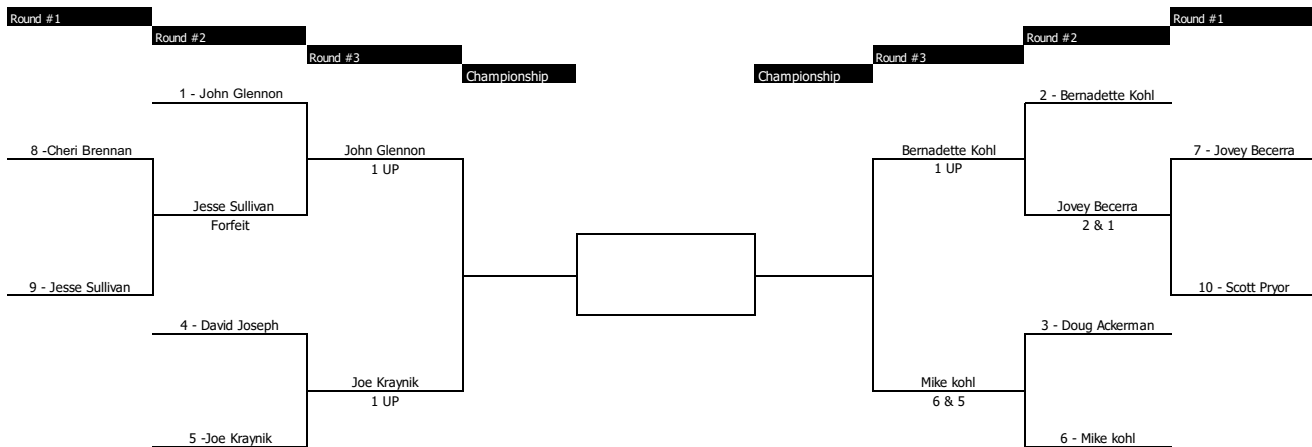 Round #1
Round #1
Round #2
Round #2
Round #3
Round #3
Championship
Championship
1 - John Glennon
2 - Bernadette Kohl
8 -Cheri Brennan
John Glennon
Bernadette Kohl
7 - Jovey Becerra
1 UP
1 UP
Jesse Sullivan
Jovey Becerra
Forfeit
2 & 1
9 - Jesse Sullivan
10 - Scott Pryor
4 - David Joseph
3 - Doug Ackerman
Joe Kraynik
Mike kohl
1 UP
6 & 5
5 -Joe Kraynik
6 - Mike kohl